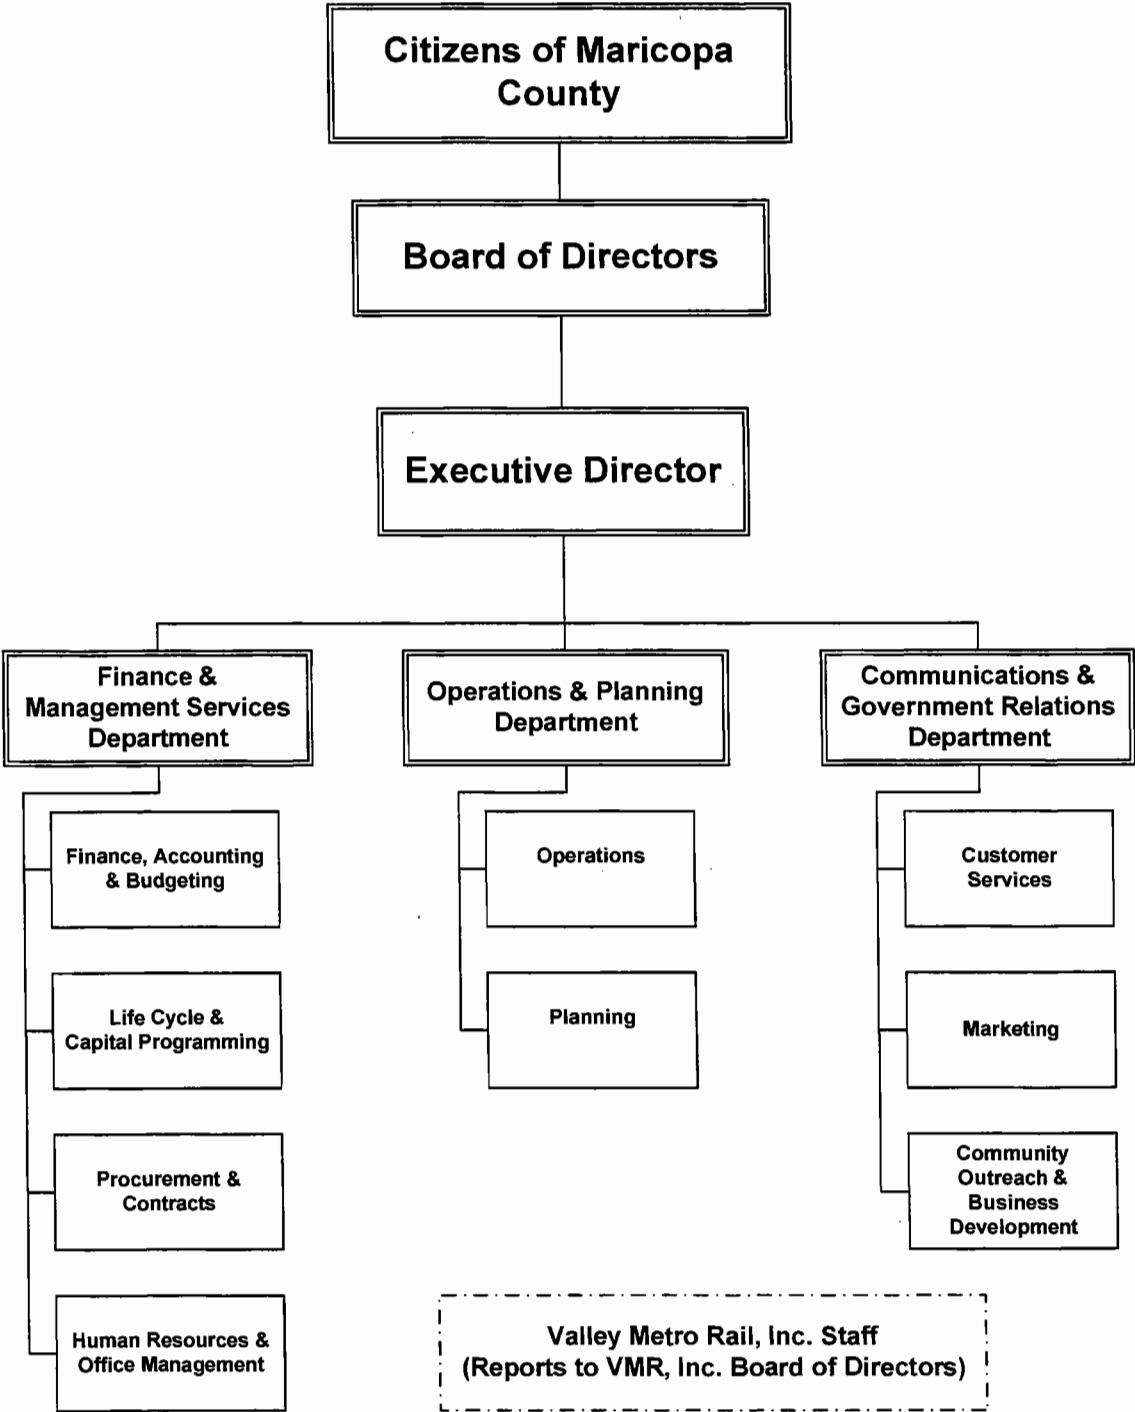 Citizens of Maricopa
County
Board of Directors
Executive Director
Finance &
Management Services
Department
Operations & Planning
Department
Communications &
Government Relations
Department
Finance, Accounting
& Budgeting
Life Cycle &
Capital Programming
Procurement &
Contracts
Human Resources &
Office Management
Operations
Planning
Customer
Services
Marketing
Community
Outreach &
Business
Development
Valley Metro Rail, Inc. Staff
(Reports to VMR, Inc. Board of Directors)